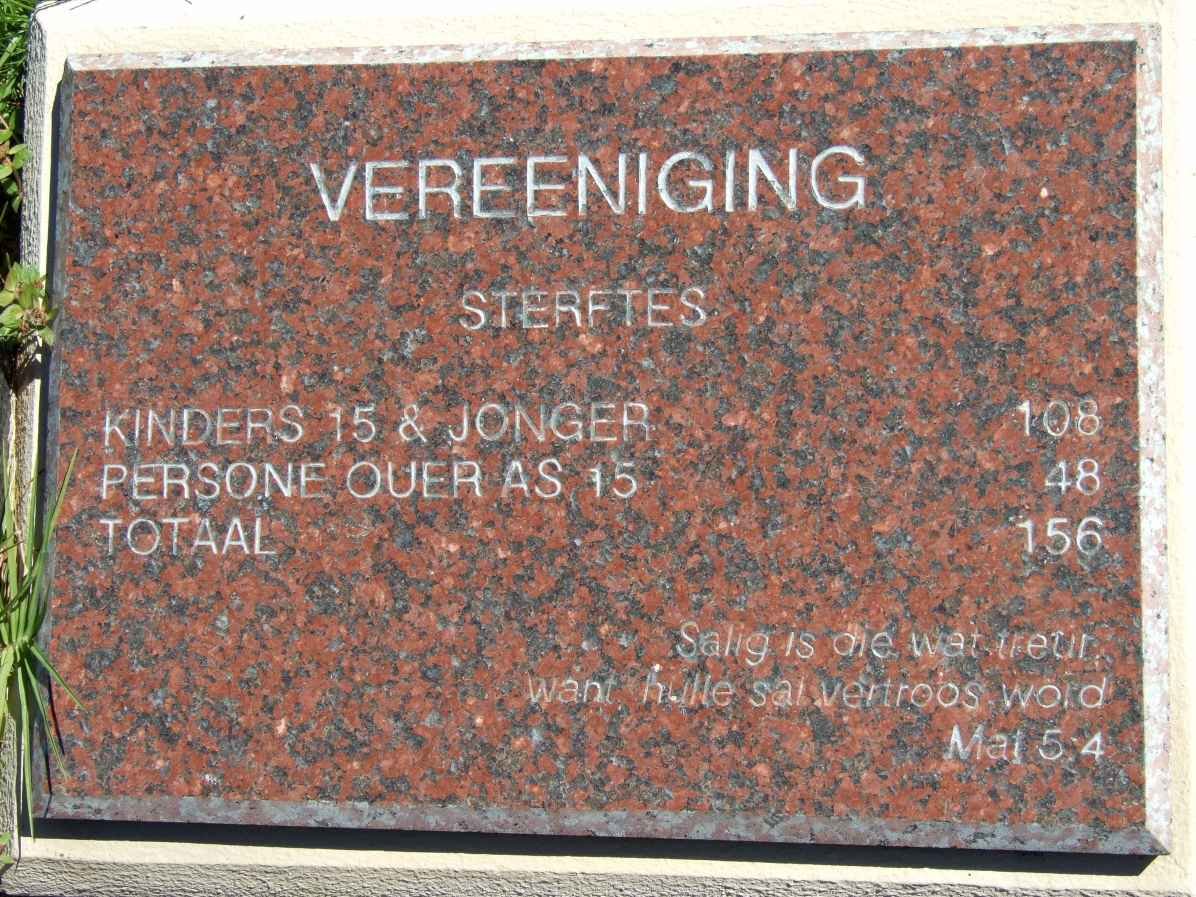 VEREENIGING
STERFTES
KINDERS 15 & JONGER 108
PERSONE OUER AS 15 48
TOTAAL 156
Salig is die wat treur,
want hulle sal vertroos word
Mat 5:4